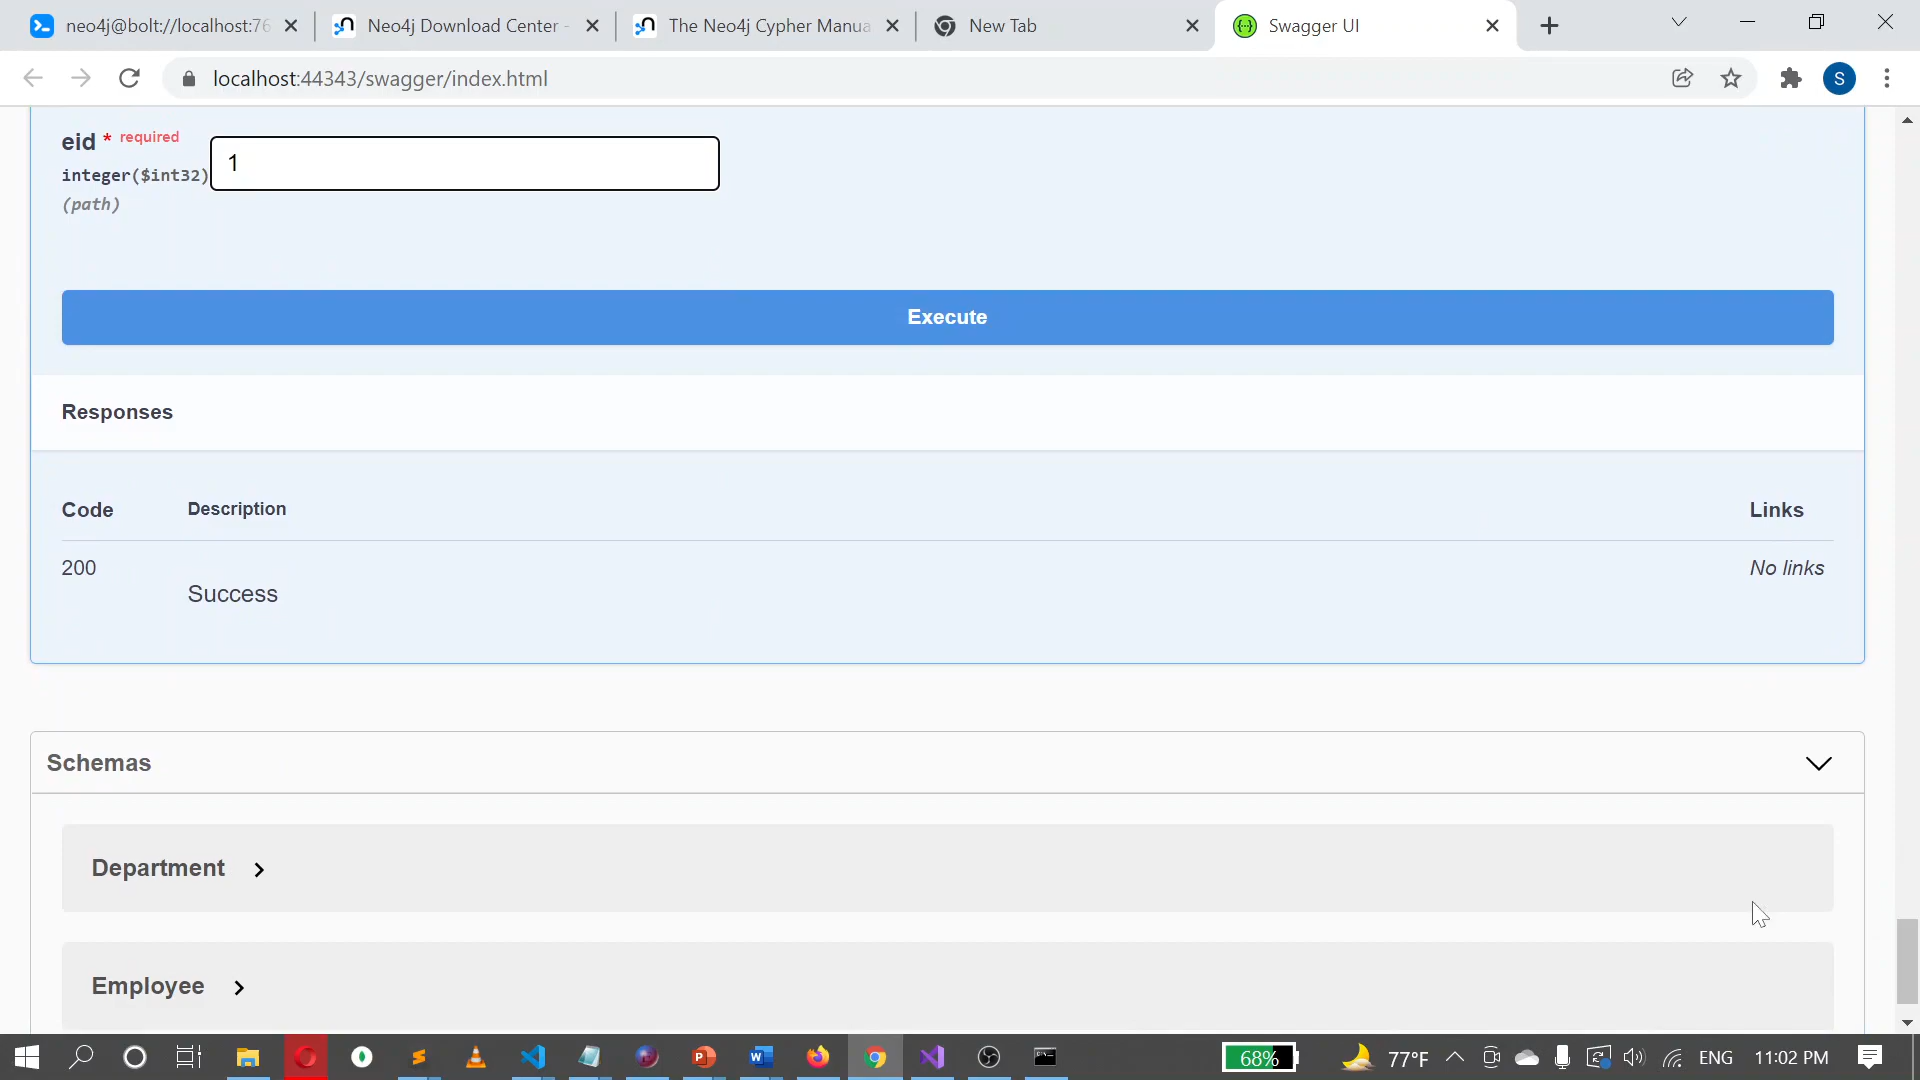 neo4j@bolt://localhost:76
Neo4j Download Center -
The Neo4j Cypher Manua
New Tab
Swagger UI
localhost:44343/swagger/index.html
S
eid * required
integer($int32)
(path)
1
Execute
Responses
Code Description Links
200 Success No links
Schemas
Department
Employee
68%
77°F
ENG
11:02 PM